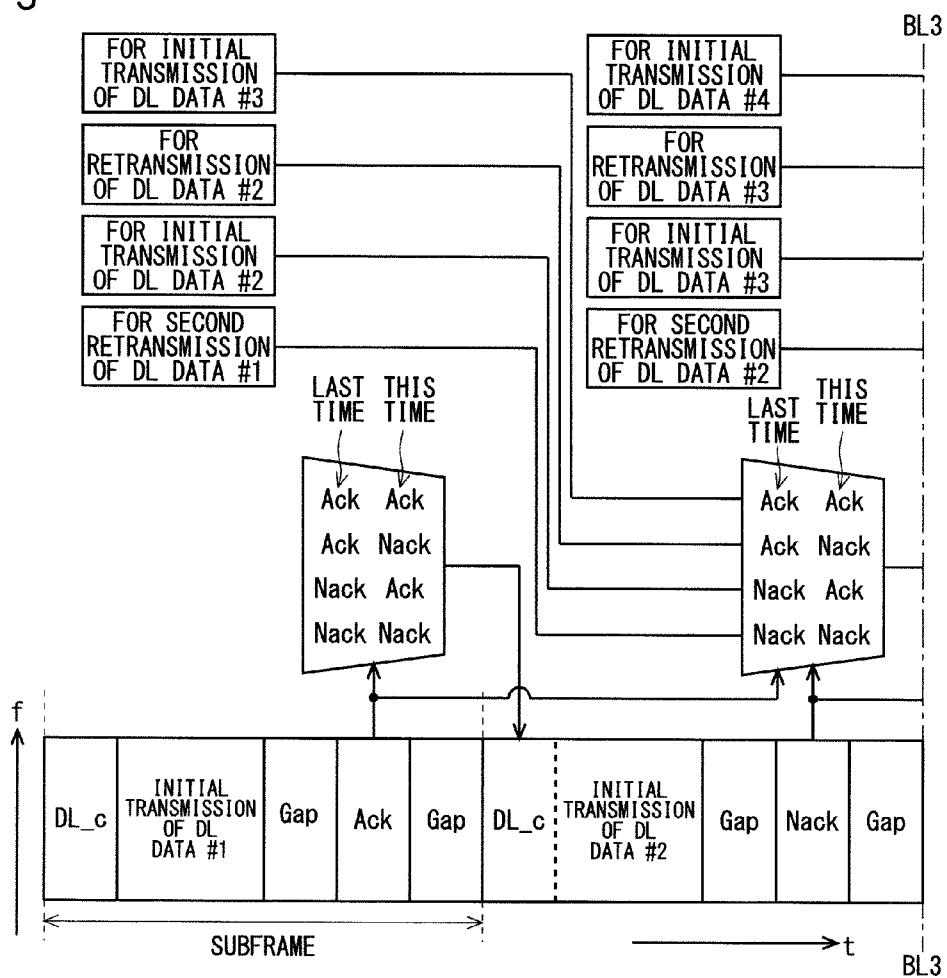 BL3
FOR INITIAL
TRANSMISSION
OF DL DATA #3
FOR INITIAL
TRANSMISSION
OF DL DATA #4
FOR
RETRANSMISSION
OF DL DATA #2
FOR
RETRANSMISSION
OF DL DATA #3
FOR INITIAL
TRANSMISSION
OF DL DATA #2
FOR INITIAL
TRANSMISSION
OF DL DATA #3
FOR SECOND
RETRANSMISSION
OF DL DATA #1
FOR SECOND
RETRANSMISSION
OF DL DATA #2
LAST
TIME
THIS
TIME
LAST
TIME
THIS
TIME
Ack Ack
Ack Nack
Nack Ack
Nack Nack
Ack Ack
Ack Nack
Nack Ack
Nack Nack
f
DL_c
INITIAL
TRANSMISSION
OF DL
DATA #1
Gap
Ack
Gap
DL_c
INITIAL
TRANSMISSION
OF DL
DATA #2
Gap
Nack
Gap
SUBFRAME
t
BL3